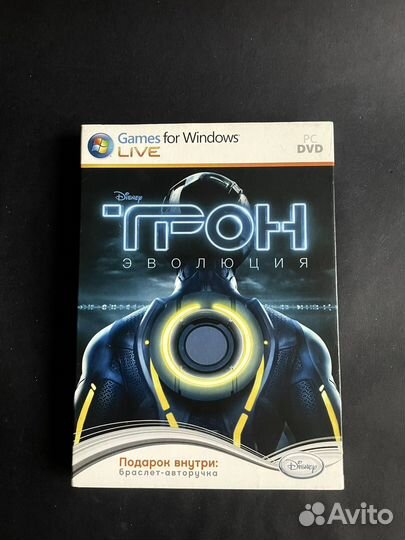 Games for Windows
LIVE
PC
DVD
Disney
ТРОН
ЭВОЛЮЦИЯ
Подарок внутри:
браслет-авторучка
Disney
Avito